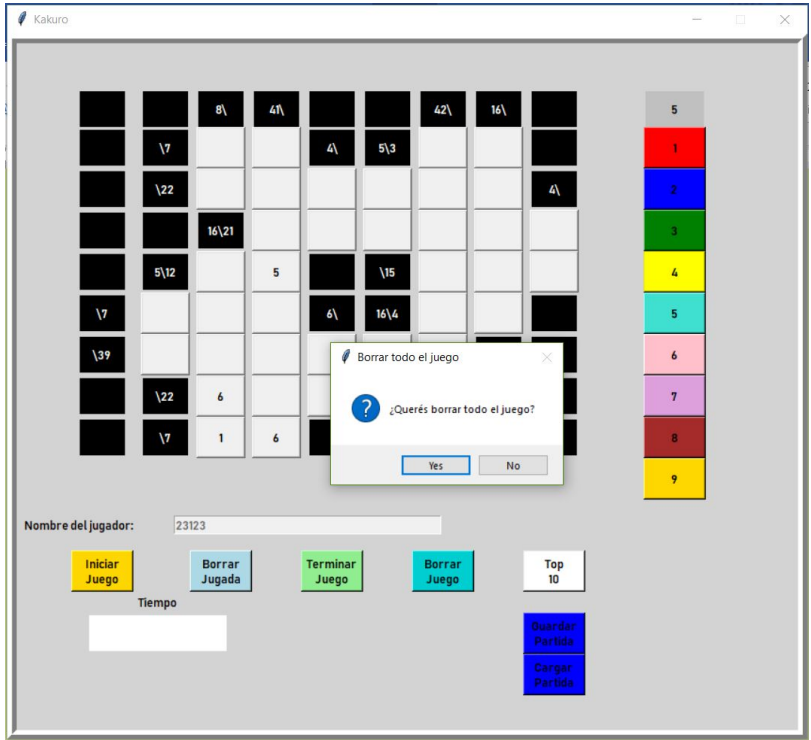 Kakuro
8\ 41\ 42\ 16\ 5
\7 4\ 5\3 1
\22 4\ 2
16\21 3
5\12 5 \15 4
\7 6\ 16\4 5
\39 6
Borrar todo el juego
\22 6 7
¿Querés borrar todo el juego?
\7 1 6 8
Yes No
9
Nombre del jugador: 23123
Iniciar Juego
Borrar Jugada
Terminar Juego
Borrar Juego
Top 10
Tiempo
Guardar Partida
Cargar Partida